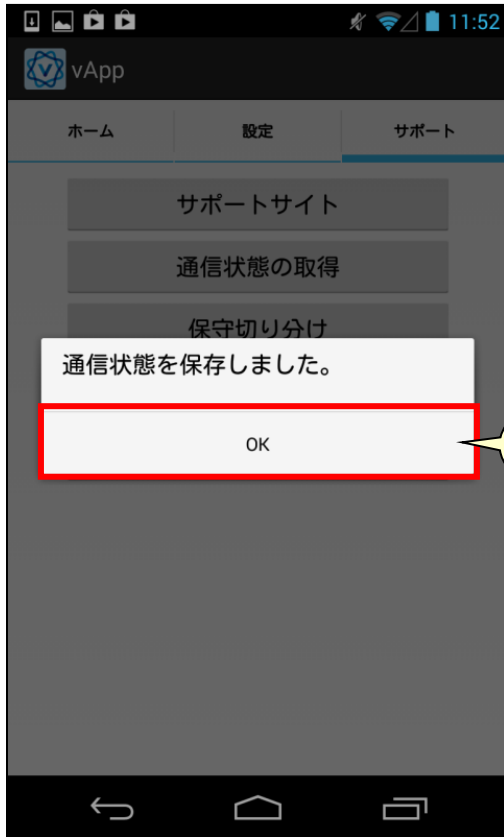 11:52
vApp
ホーム 設定 サポート
サポートサイト
通信状態の取得
保守切り分け
通信状態を保存しました。
OK